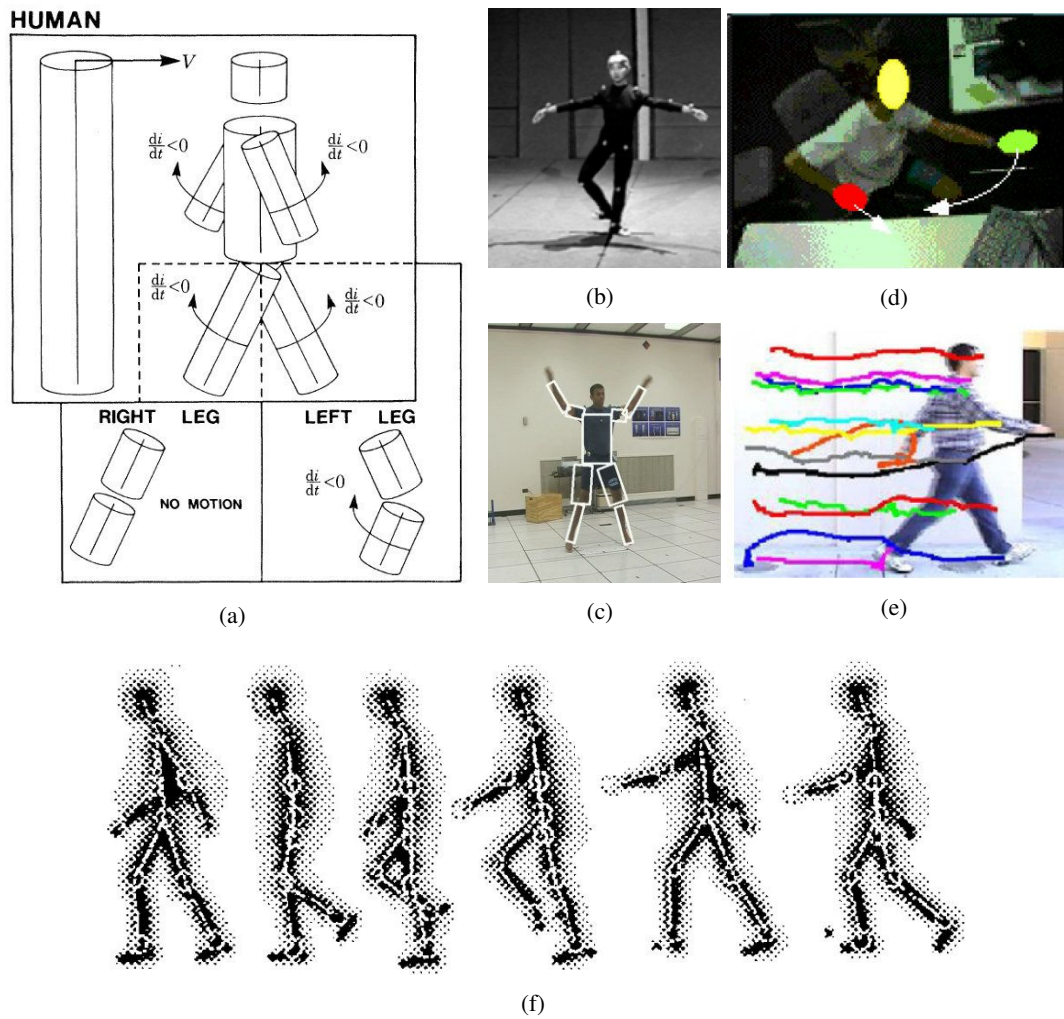 HUMAN
V
di/dt<0
di/dt<0
di/dt<0
di/dt<0
RIGHT LEG
LEFT LEG
di/dt<0
NO MOTION
(a)
(b)
(d)
(c)
(e)
(f)